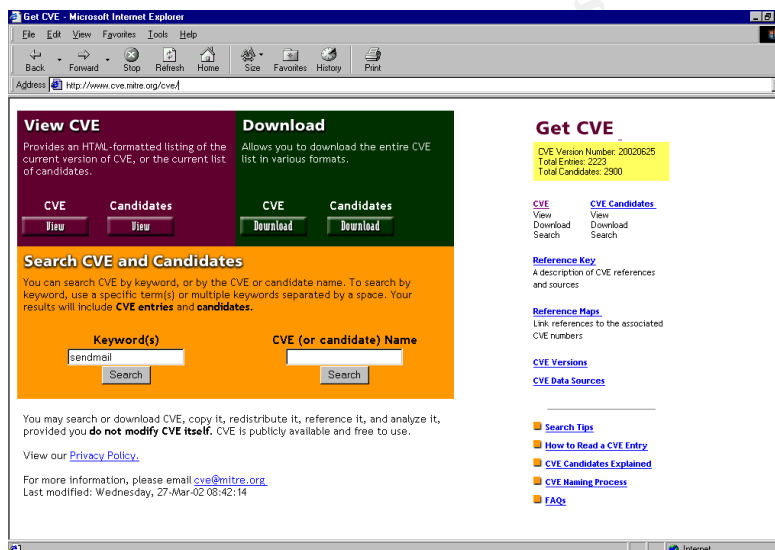 Get CVE - Microsoft Internet Explorer
File Edit View Favorites Tools Help
Back Forward Stop Refresh Home Size Favorites History Print
Address http://www.cve.mitre.org/cve/
View CVE
Provides an HTML-formatted listing of the
current version of CVE, or the current list
of candidates.
CVE Candidates
View View
Download
Allows you to download the entire CVE
list in various formats.
CVE Candidates
Download Download
Search CVE and Candidates
You can search CVE by keyword, or by the CVE or candidate name. To search by
keyword, use a specific term(s) or multiple keywords separated by a space. Your
results will include CVE entries and candidates.
Keyword(s)
sendmail
Search
CVE (or candidate) Name
Search
You may search or download CVE, copy it, redistribute it, reference it, and analyze it,
provided you do not modify CVE itself. CVE is publicly available and free to use.
View our Privacy Policy.
For more information, please email cve@mitre.org
Last modified: Wednesday, 27-Mar-02 08:42:14
Get CVE
CVE Version Number: 20020625
Total Entries: 2223
Total Candidates: 2900
CVE CVE Candidates
View View
Download Download
Search Search
Reference Key
A description of CVE references
and sources
Reference Maps
Link references to the associated
CVE numbers
CVE Versions
CVE Data Sources
Search Tips
How to Read a CVE Entry
CVE Candidates Explained
CVE Naming Process
FAQs
Internet